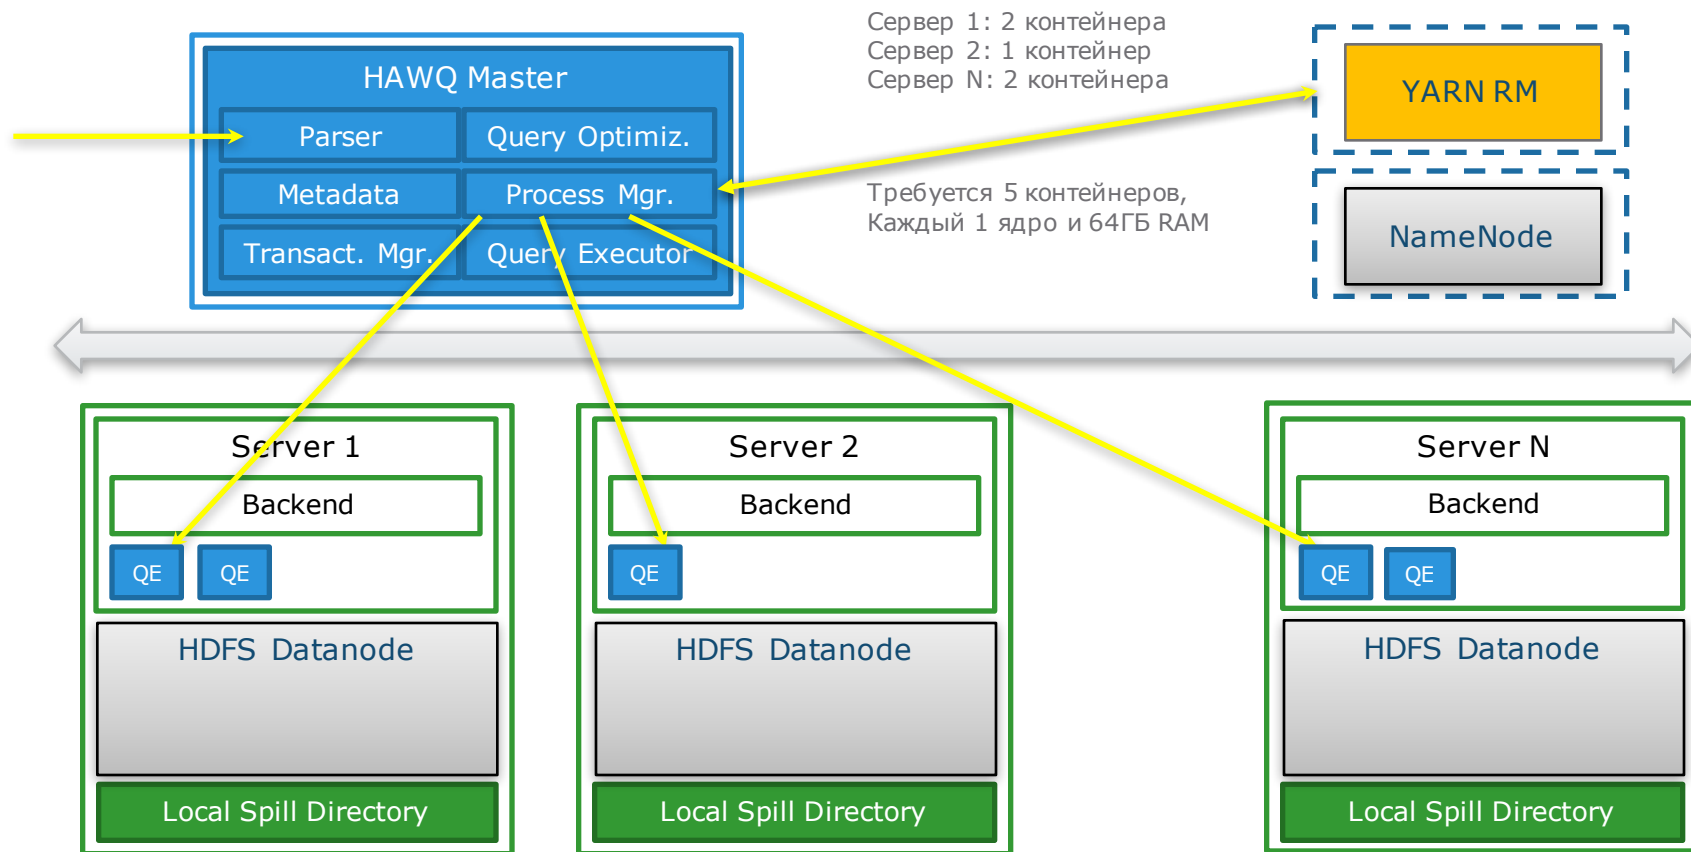 Сервер 1: 2 контейнера
Сервер 2: 1 контейнер
Сервер N: 2 контейнера
HAWQ Master
YARN RM
Parser
Query Optimiz.
Metadata
Process Mgr.
Требуется 5 контейнеров,
Каждый 1 ядро и 64ГБ RAM
NameNode
Transact. Mgr.
Query Executor
Server 1
Server 2
Server N
Backend
Backend
Backend
QE
QE
QE
QE
QE
HDFS Datanode
HDFS Datanode
HDFS Datanode
Local Spill Directory
Local Spill Directory
Local Spill Directory